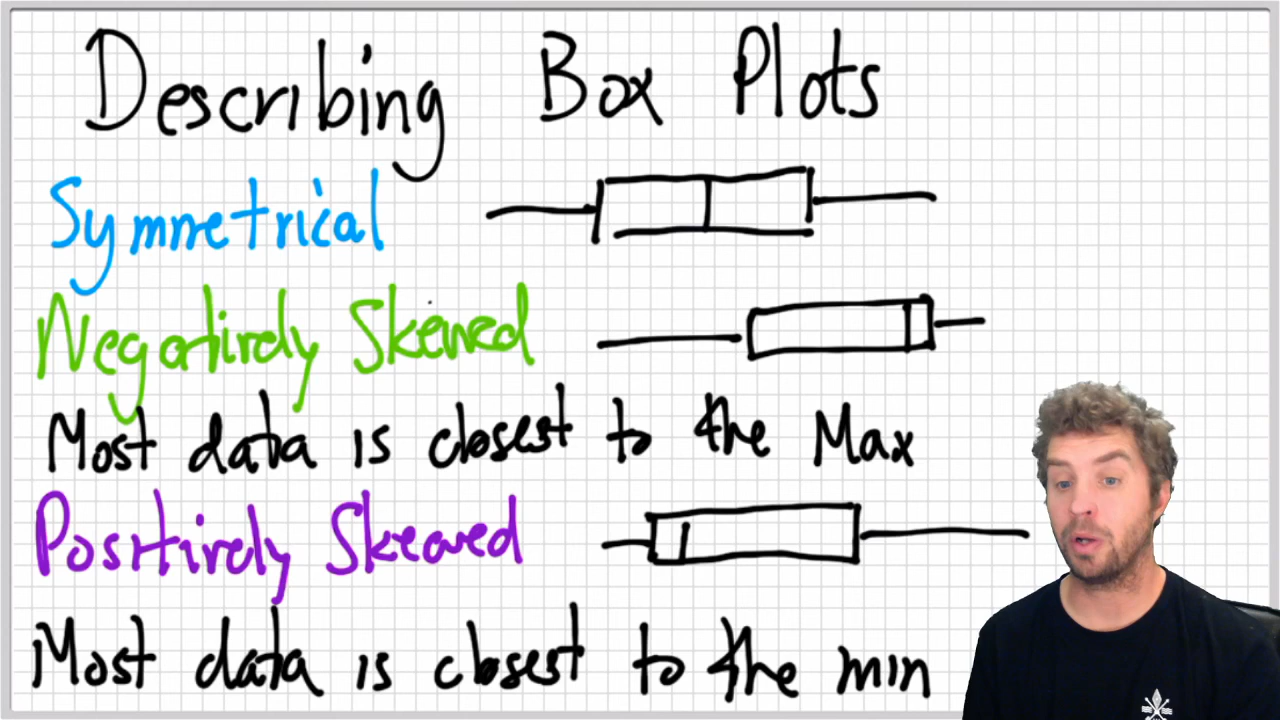 Describing Box Plots
Symmetrical
Negatively Skewed
Most data is closest to the Max
Positively Skewed
Most data is closest to the min